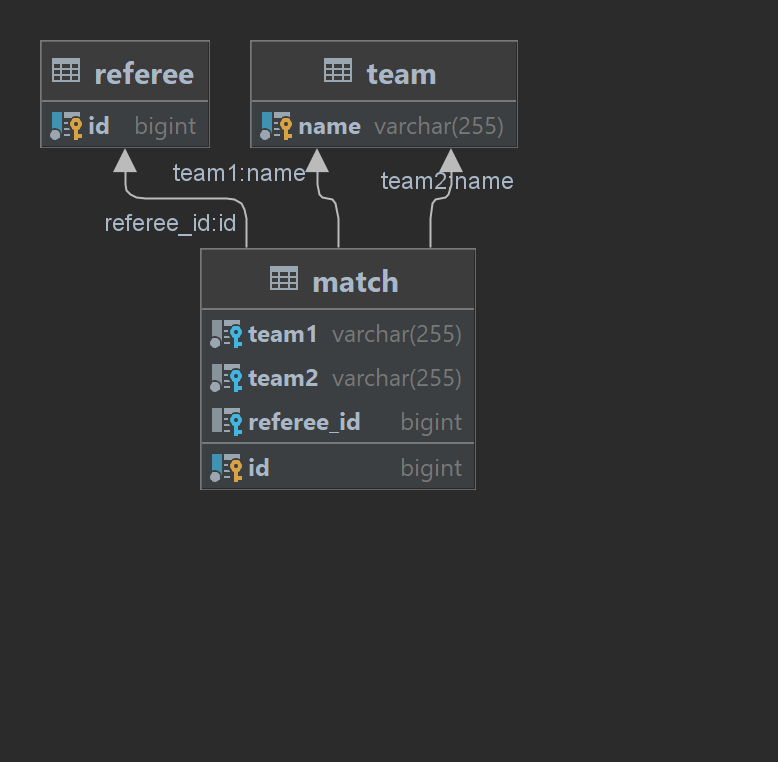 referee
id bigint
team
name varchar(255)
team1:name
team2:name
referee_id:id
match
team1 varchar(255)
team2 varchar(255)
referee_id bigint
id bigint